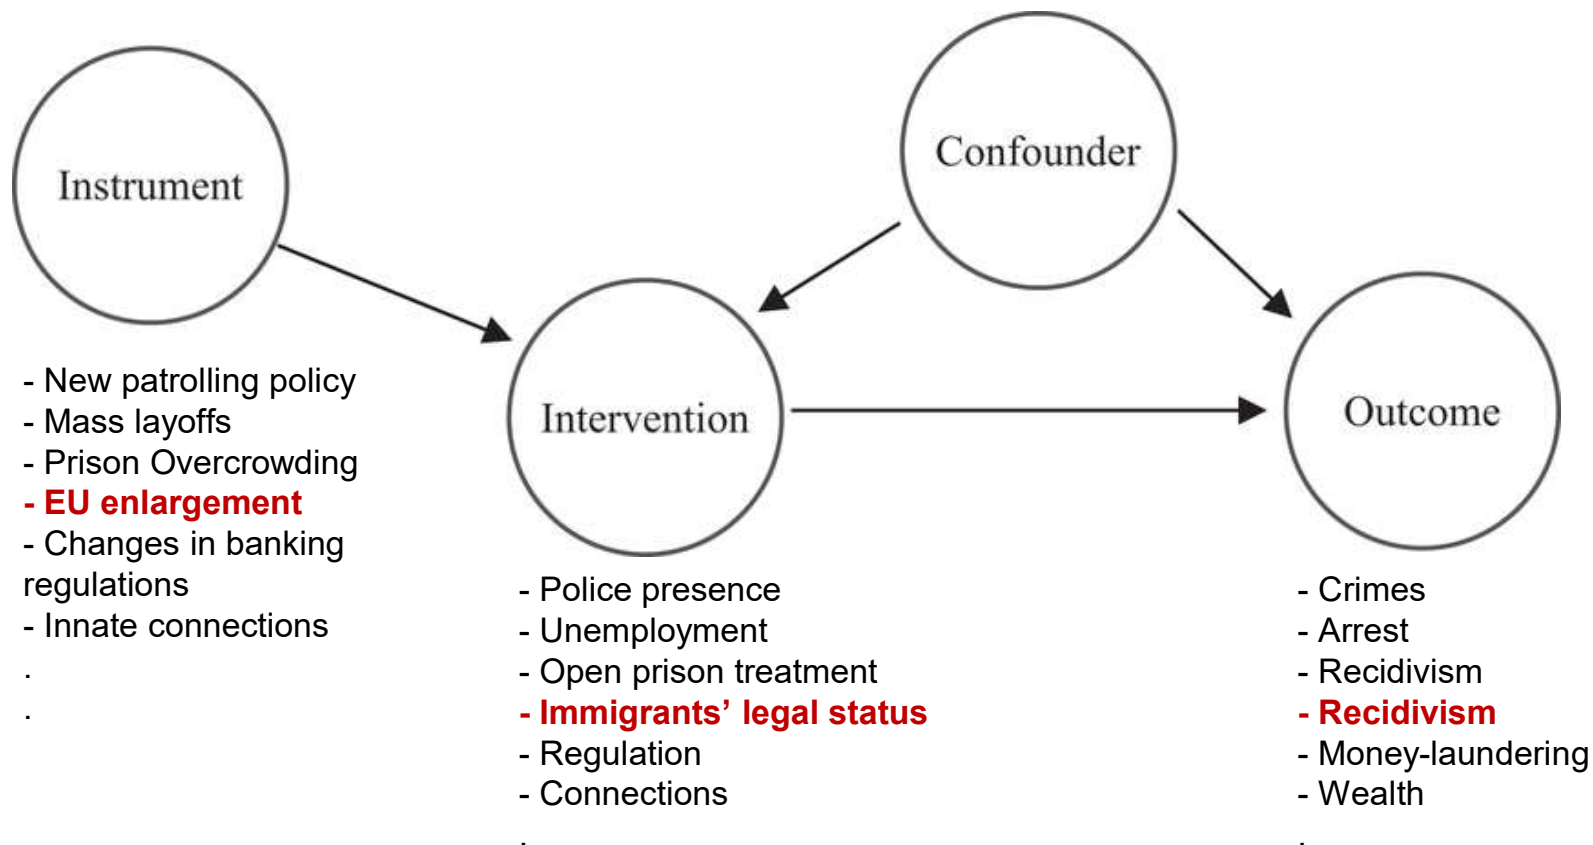 Instrument
Confounder
Intervention
Outcome
- New patrolling policy
- Mass layoffs
- Prison Overcrowding
- EU enlargement
- Changes in banking
regulations
- Innate connections
.
.
- Police presence
- Unemployment
- Open prison treatment
- Immigrants’ legal status
- Regulation
- Connections
.
- Crimes
- Arrest
- Recidivism
- Recidivism
- Money-laundering
- Wealth
.